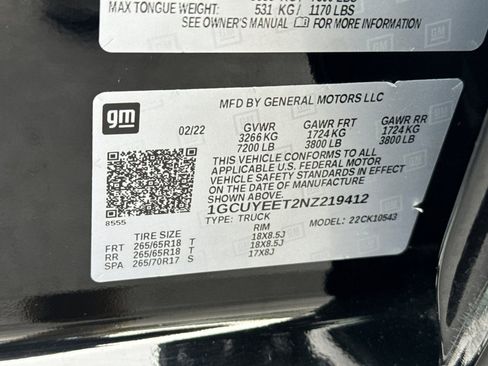 MAX TONGUE WEIGHT: 531 KG / 1170 LBS
SEE OWNER'S MANUAL FOR MORE INFORMATION
gm
MFD BY GENERAL MOTORS LLC
02/22 GVWR GAWR FRT GAWR RR
3266 KG 1724 KG 1724 KG
7200 LB 3800 LB 3800 LB
THIS VEHICLE CONFORMS TO ALL
APPLICABLE U.S. FEDERAL MOTOR
VEHICLE SAFETY AND THEFT
PREVENTION STANDARDS IN EFFECT
ON THE DATE OF MANUFACTURE
SHOWN ABOVE.
1GCUYEET2NZ219412
8555 TYPE: TRUCK MODEL: 22CK10543
TIRE SIZE RIM
FRT 265/65R18 T 18X8.5J
RR 265/65R18 T 18X8.5J
SPA 265/70R17 S 17X8J